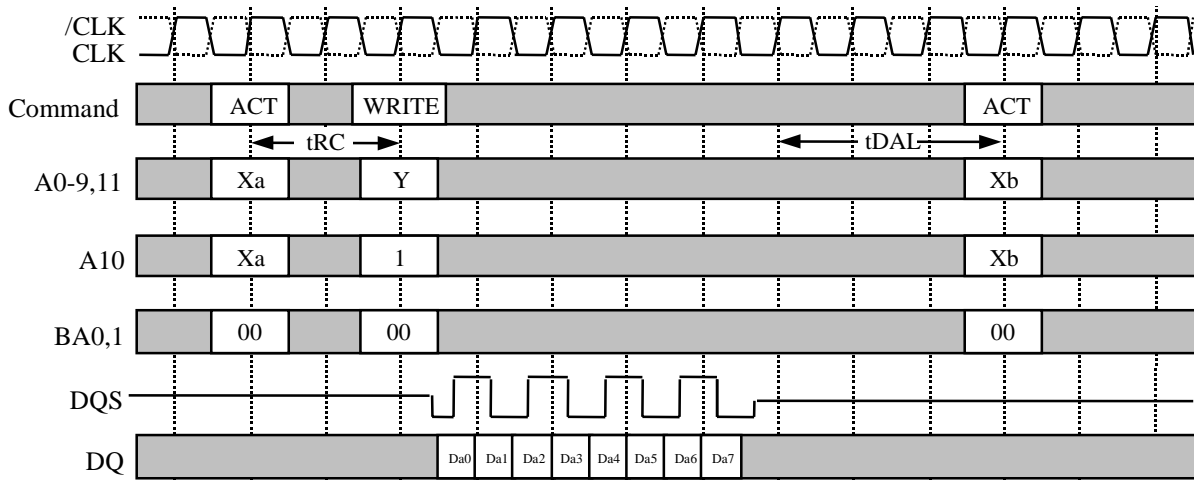 /CLK
CLK
Command ACT WRITE ACT
tRC tDAL
A0-9,11 Xa Y Xb
A10 Xa 1 Xb
BA0,1 00 00 00
DQS
DQ Da0 Da1 Da2 Da3 Da4 Da5 Da6 Da7